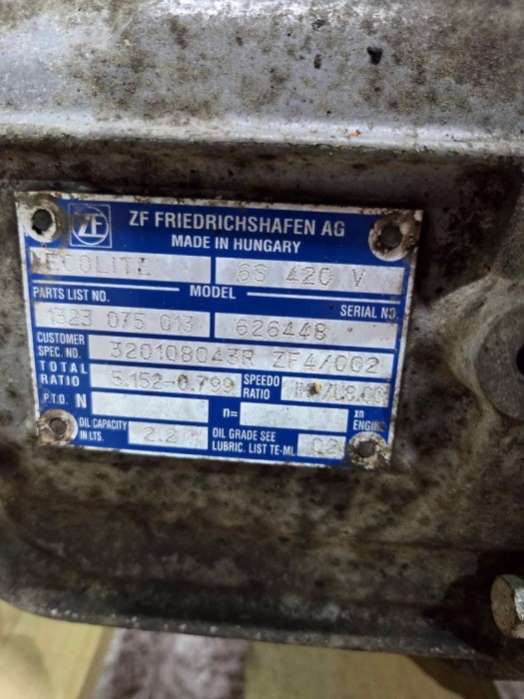 ZF
ZF FRIEDRICHSHAFEN AG
MADE IN HUNGARY
ECOLITE 6S 420 V
PARTS LIST NO. MODEL SERIAL NO.
1323 075 013 626448
CUSTOMER SPEC. NO. 320108043R ZF4/002
TOTAL RATIO 5.152-0.799 SPEEDO RATIO
P.T.O. N n= xn ENGINE
OIL CAPACITY IN LTS. OIL GRADE SEE LUBRIC. LIST TE-ML 02